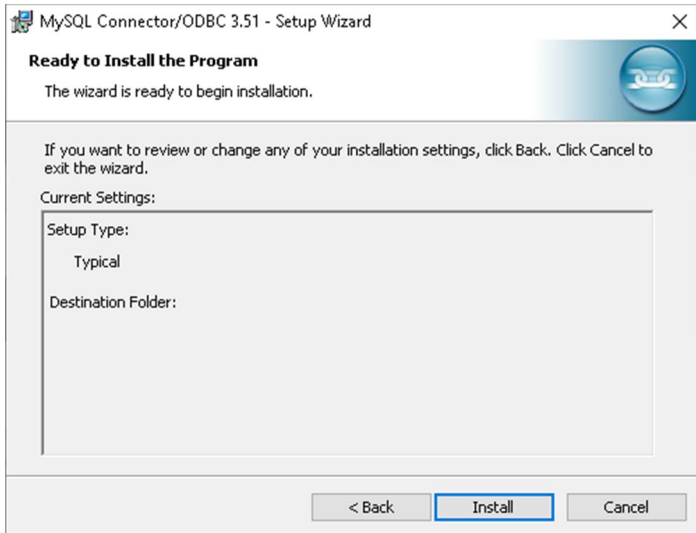 MySQL Connector/ODBC 3.51 - Setup Wizard
Ready to Install the Program
The wizard is ready to begin installation.
If you want to review or change any of your installation settings, click Back. Click Cancel to
exit the wizard.
Current Settings:
Setup Type:
Typical
Destination Folder:
< Back
Install
Cancel